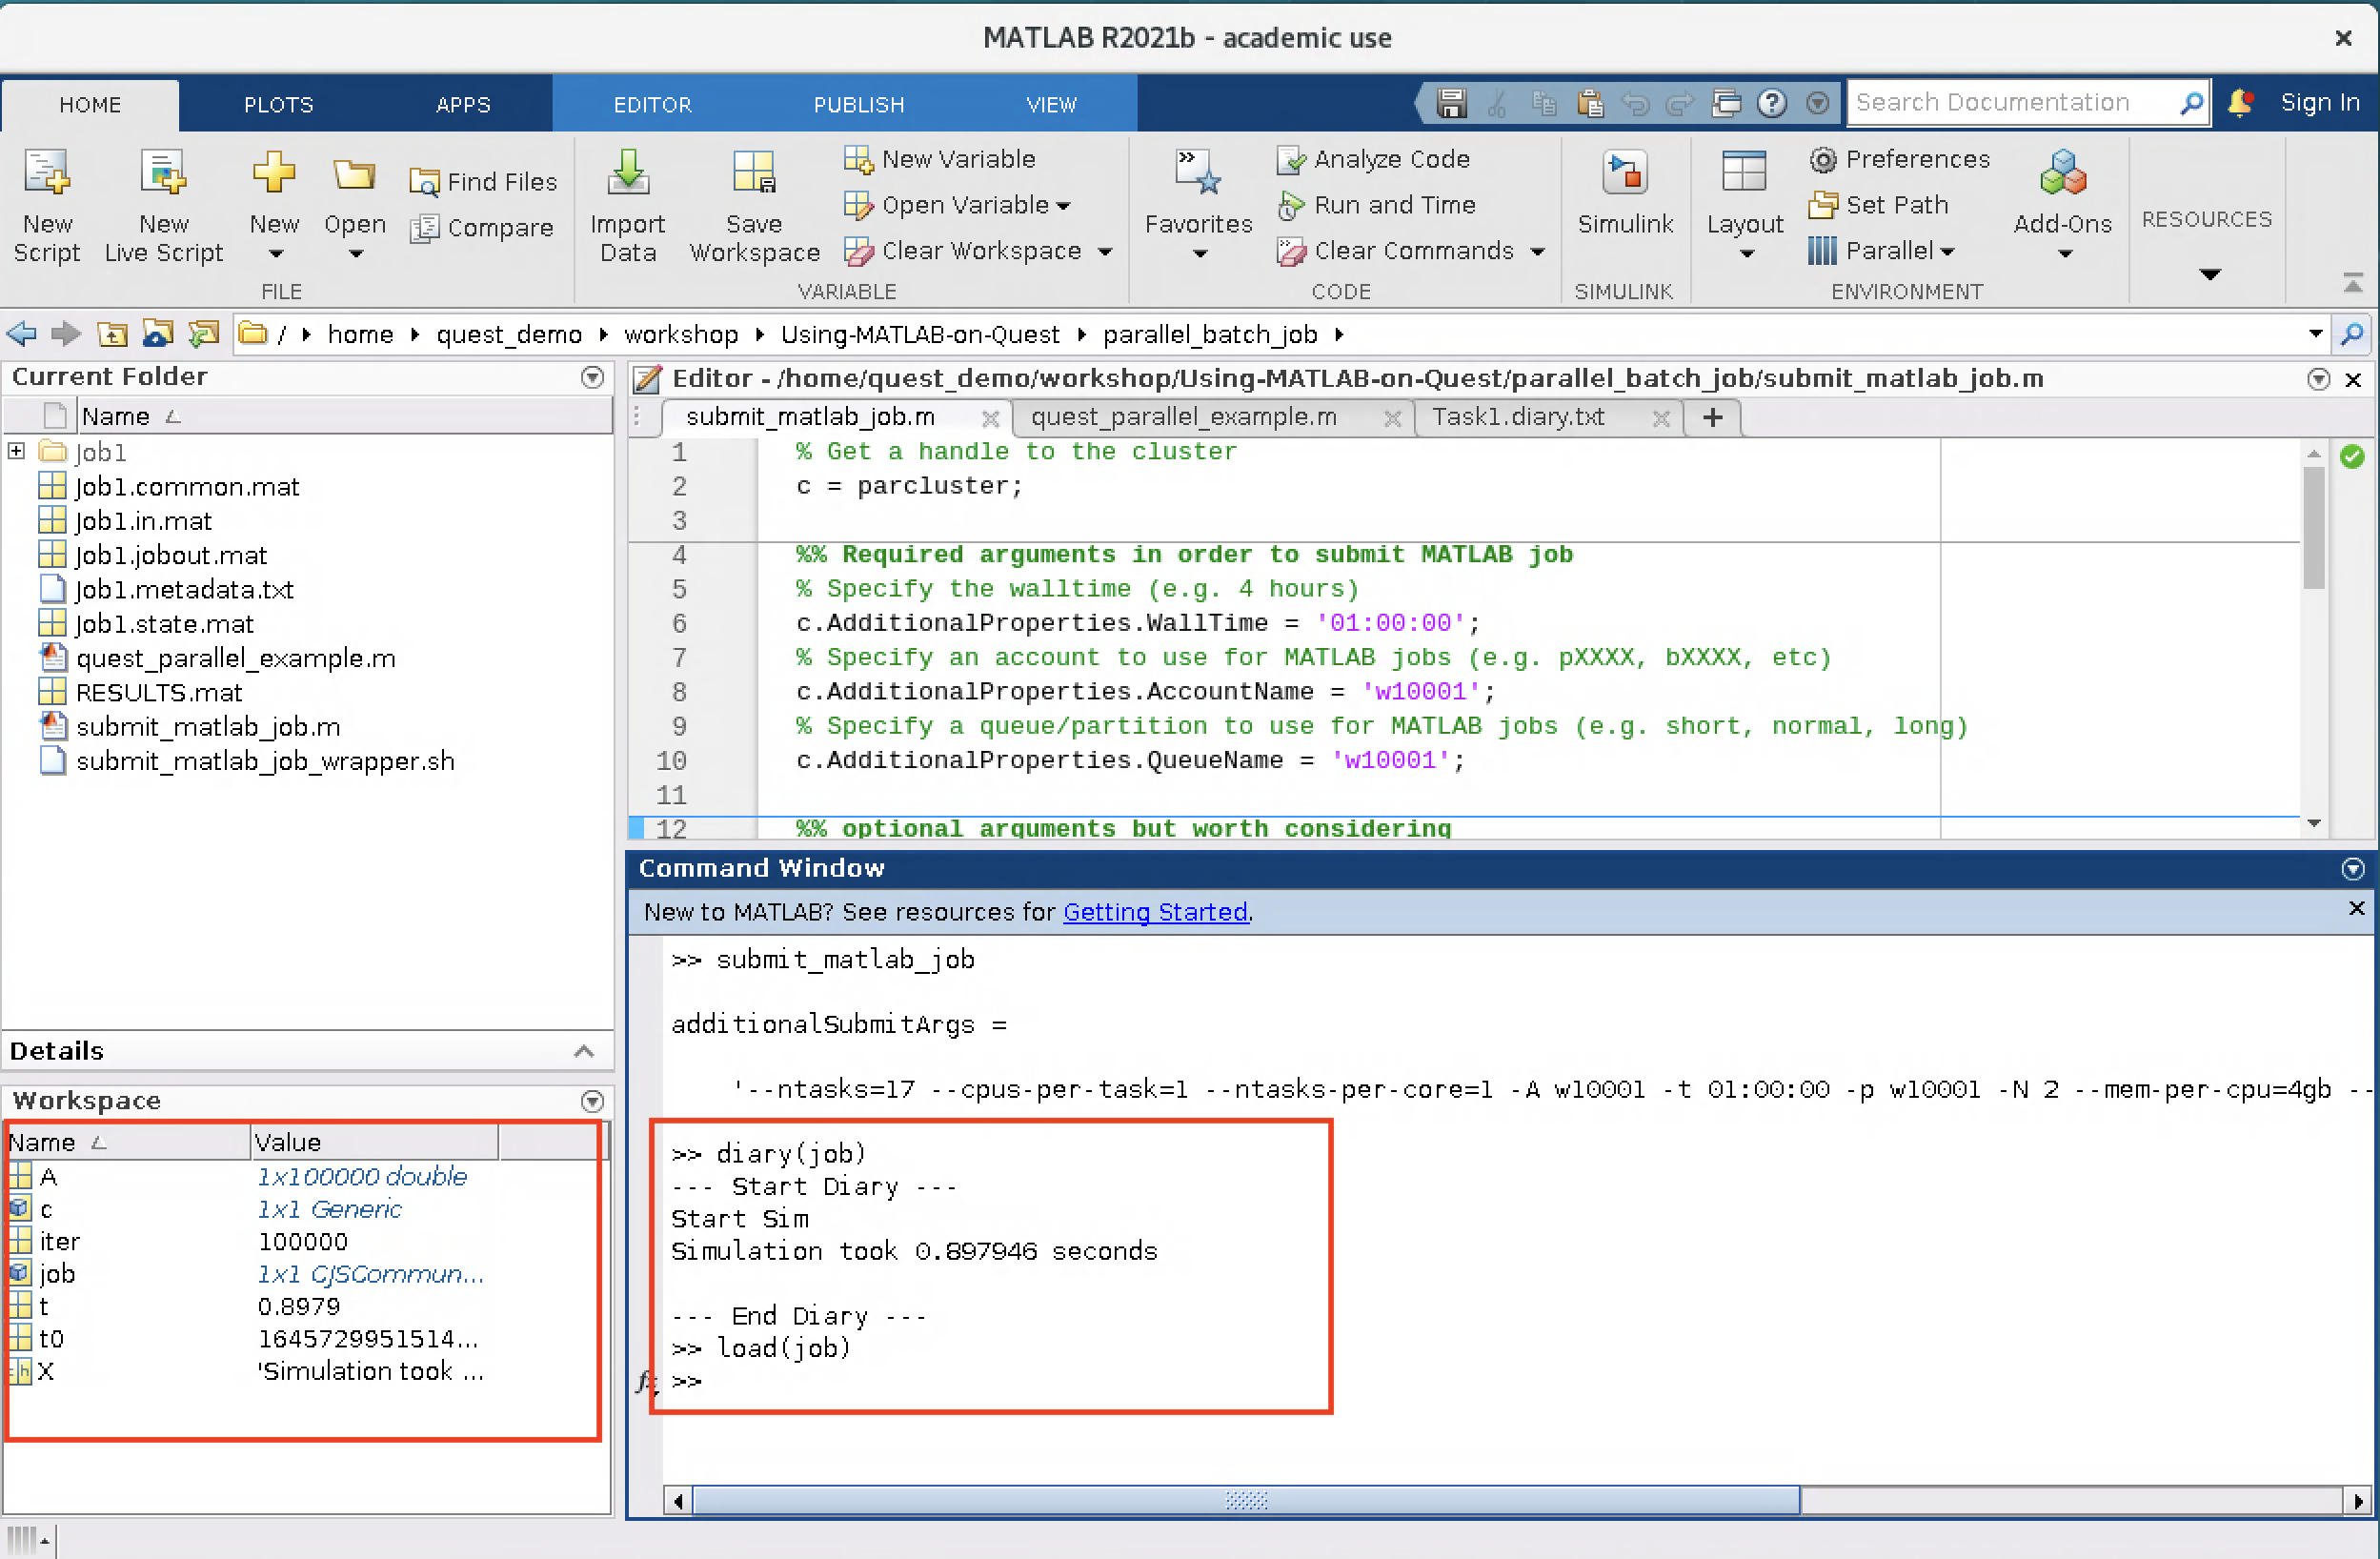 MATLAB R2021b - academic use
HOME PLOTS APPS EDITOR PUBLISH VIEW Search Documentation Sign In
New Script
New Live Script
New
Open
Find Files
Compare
FILE
Import Data
Save Workspace
New Variable
Open Variable
Clear Workspace
VARIABLE
Favorites
Analyze Code
Run and Time
Clear Commands
CODE
Simulink
SIMULINK
Layout
Preferences
Set Path
Parallel
Add-Ons
ENVIRONMENT
RESOURCES
/ home quest_demo workshop Using-MATLAB-on-Quest parallel_batch_job
Current Folder
Name
Job1
Job1.common.mat
Job1.in.mat
Job1.jobout.mat
Job1.metadata.txt
Job1.state.mat
quest_parallel_example.m
RESULTS.mat
submit_matlab_job.m
submit_matlab_job_wrapper.sh
Details
Workspace
Name Value
A 1x100000 double
c 1x1 Generic
iter 100000
job 1x1 CJSCommun...
t 0.8979
t0 1645729951514...
X 'Simulation took ...
Editor - /home/quest_demo/workshop/Using-MATLAB-on-Quest/parallel_batch_job/submit_matlab_job.m
submit_matlab_job.m quest_parallel_example.m Task1.diary.txt +
1 % Get a handle to the cluster
2 c = parcluster;
3
4 %% Required arguments in order to submit MATLAB job
5 % Specify the walltime (e.g. 4 hours)
6 c.AdditionalProperties.WallTime = '01:00:00';
7 % Specify an account to use for MATLAB jobs (e.g. pXXXX, bXXXX, etc)
8 c.AdditionalProperties.AccountName = 'w10001';
9 % Specify a queue/partition to use for MATLAB jobs (e.g. short, normal, long)
10 c.AdditionalProperties.QueueName = 'w10001';
11
12 %% optional arguments but worth considering
Command Window
New to MATLAB? See resources for Getting Started.
>> submit_matlab_job
additionalSubmitArgs =
'--ntasks=17 --cpus-per-task=1 --ntasks-per-core=1 -A w10001 -t 01:00:00 -p w10001 -N 2 --mem-per-cpu=4gb --
>> diary(job)
--- Start Diary ---
Start Sim
Simulation took 0.897946 seconds
--- End Diary ---
>> load(job)
fx >>